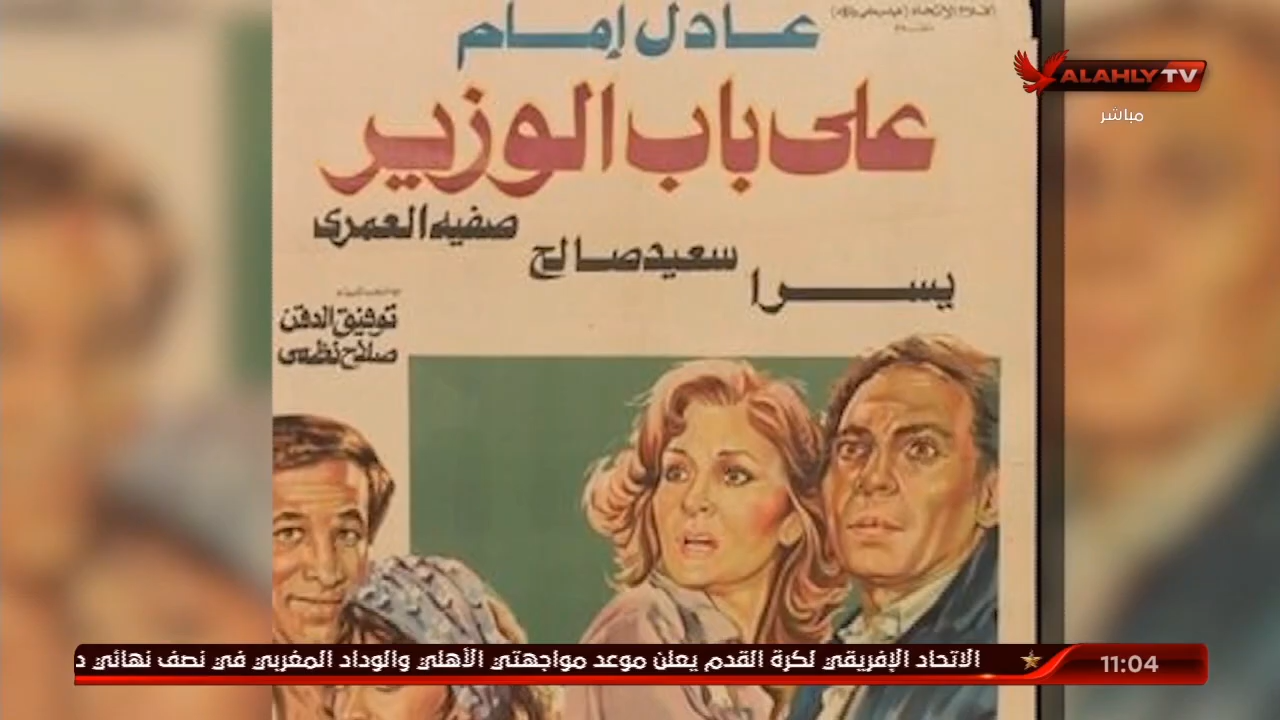 عادل إمام
ALAHLY TV
مباشر
على باب الوزير
صفيه العمرى
سعيد صالح
يسرا
توفيق الدقن
صلاح نظمى
الاتحاد الإفريقي لكرة القدم يعلن موعد مواجهتي الأهلي والوداد المغربي في نصف نهائي د
11:04